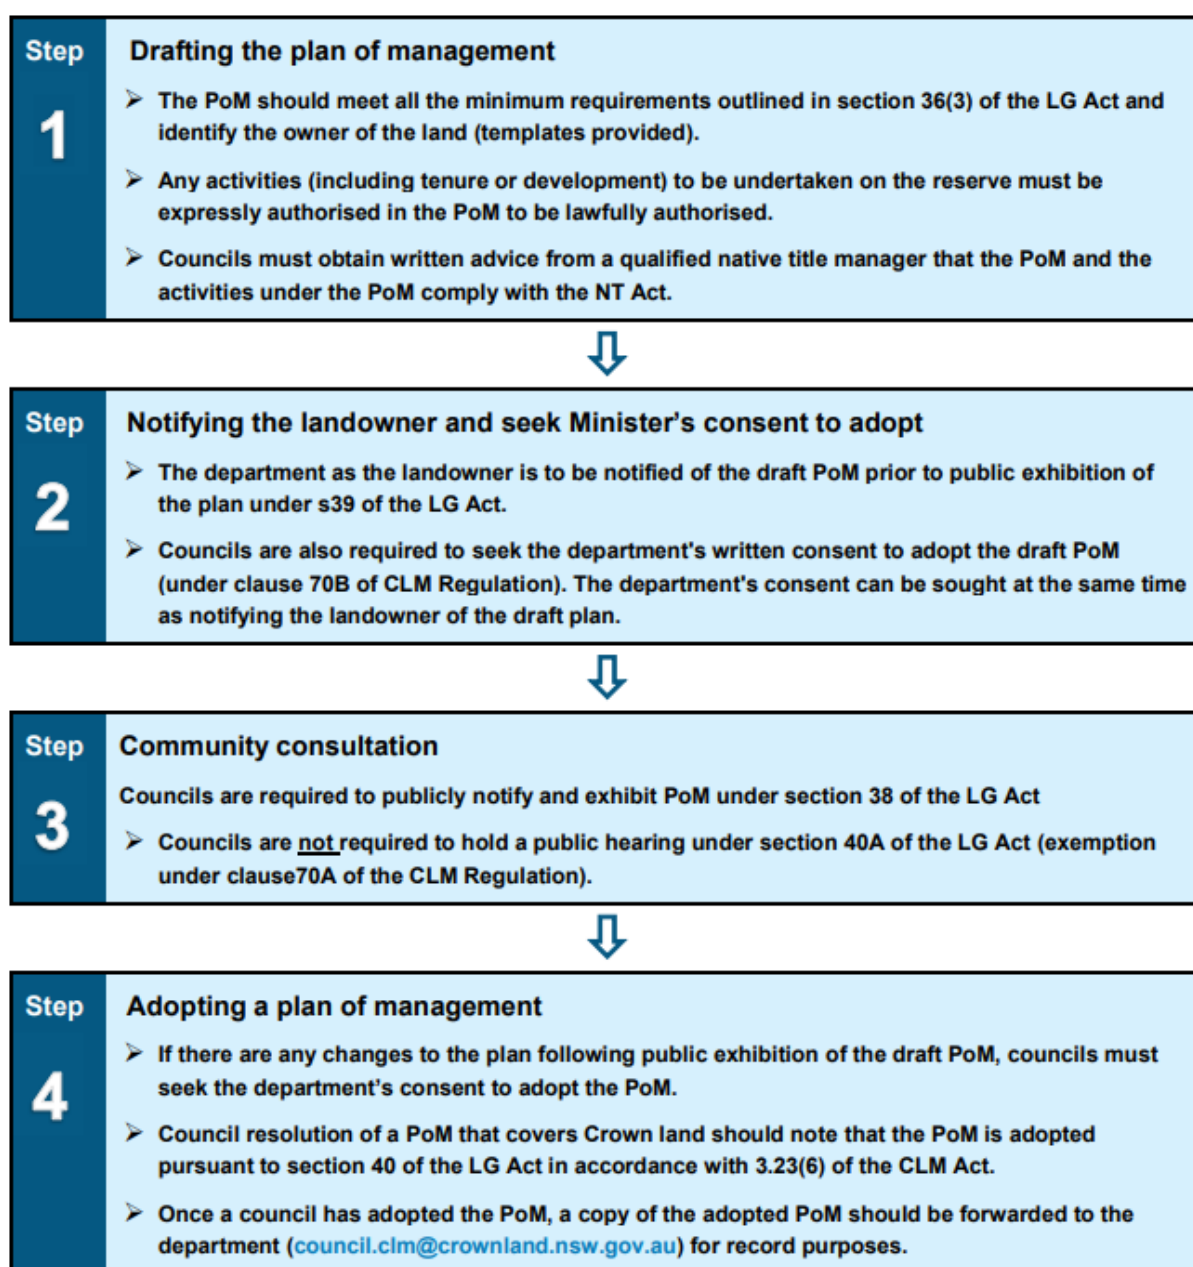 Step
1
Drafting the plan of management
➢ The PoM should meet all the minimum requirements outlined in section 36(3) of the LG Act and
identify the owner of the land (templates provided).
➢ Any activities (including tenure or development) to be undertaken on the reserve must be
expressly authorised in the PoM to be lawfully authorised.
➢ Councils must obtain written advice from a qualified native title manager that the PoM and the
activities under the PoM comply with the NT Act.
Step
2
Notifying the landowner and seek Minister's consent to adopt
➢ The department as the landowner is to be notified of the draft PoM prior to public exhibition of
the plan under s39 of the LG Act.
➢ Councils are also required to seek the department's written consent to adopt the draft PoM
(under clause 70B of CLM Regulation). The department's consent can be sought at the same time
as notifying the landowner of the draft plan.
Step
3
Community consultation
Councils are required to publicly notify and exhibit PoM under section 38 of the LG Act
➢ Councils are not required to hold a public hearing under section 40A of the LG Act (exemption
under clause70A of the CLM Regulation).
Step
4
Adopting a plan of management
➢ If there are any changes to the plan following public exhibition of the draft PoM, councils must
seek the department's consent to adopt the PoM.
➢ Council resolution of a PoM that covers Crown land should note that the PoM is adopted
pursuant to section 40 of the LG Act in accordance with 3.23(6) of the CLM Act.
➢ Once a council has adopted the PoM, a copy of the adopted PoM should be forwarded to the
department (council.clm@crownland.nsw.gov.au) for record purposes.